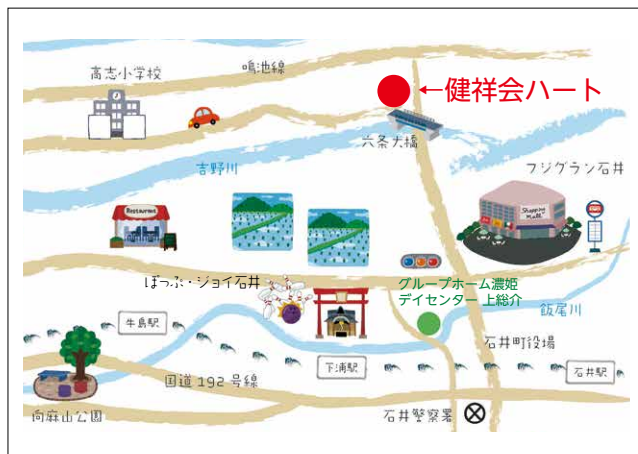 鳴池線
高志小学校
←健祥会ハート
六条大橋
吉野川
フジグラン石井
Restaurant
Shopping mall
ぽっぷ・ジョイ石井
グループホーム濃姫
デイセンター 上総介
飯尾川
牛島駅
石井町役場
下浦駅
石井駅
国道192号線
向麻山公園
石井警察署